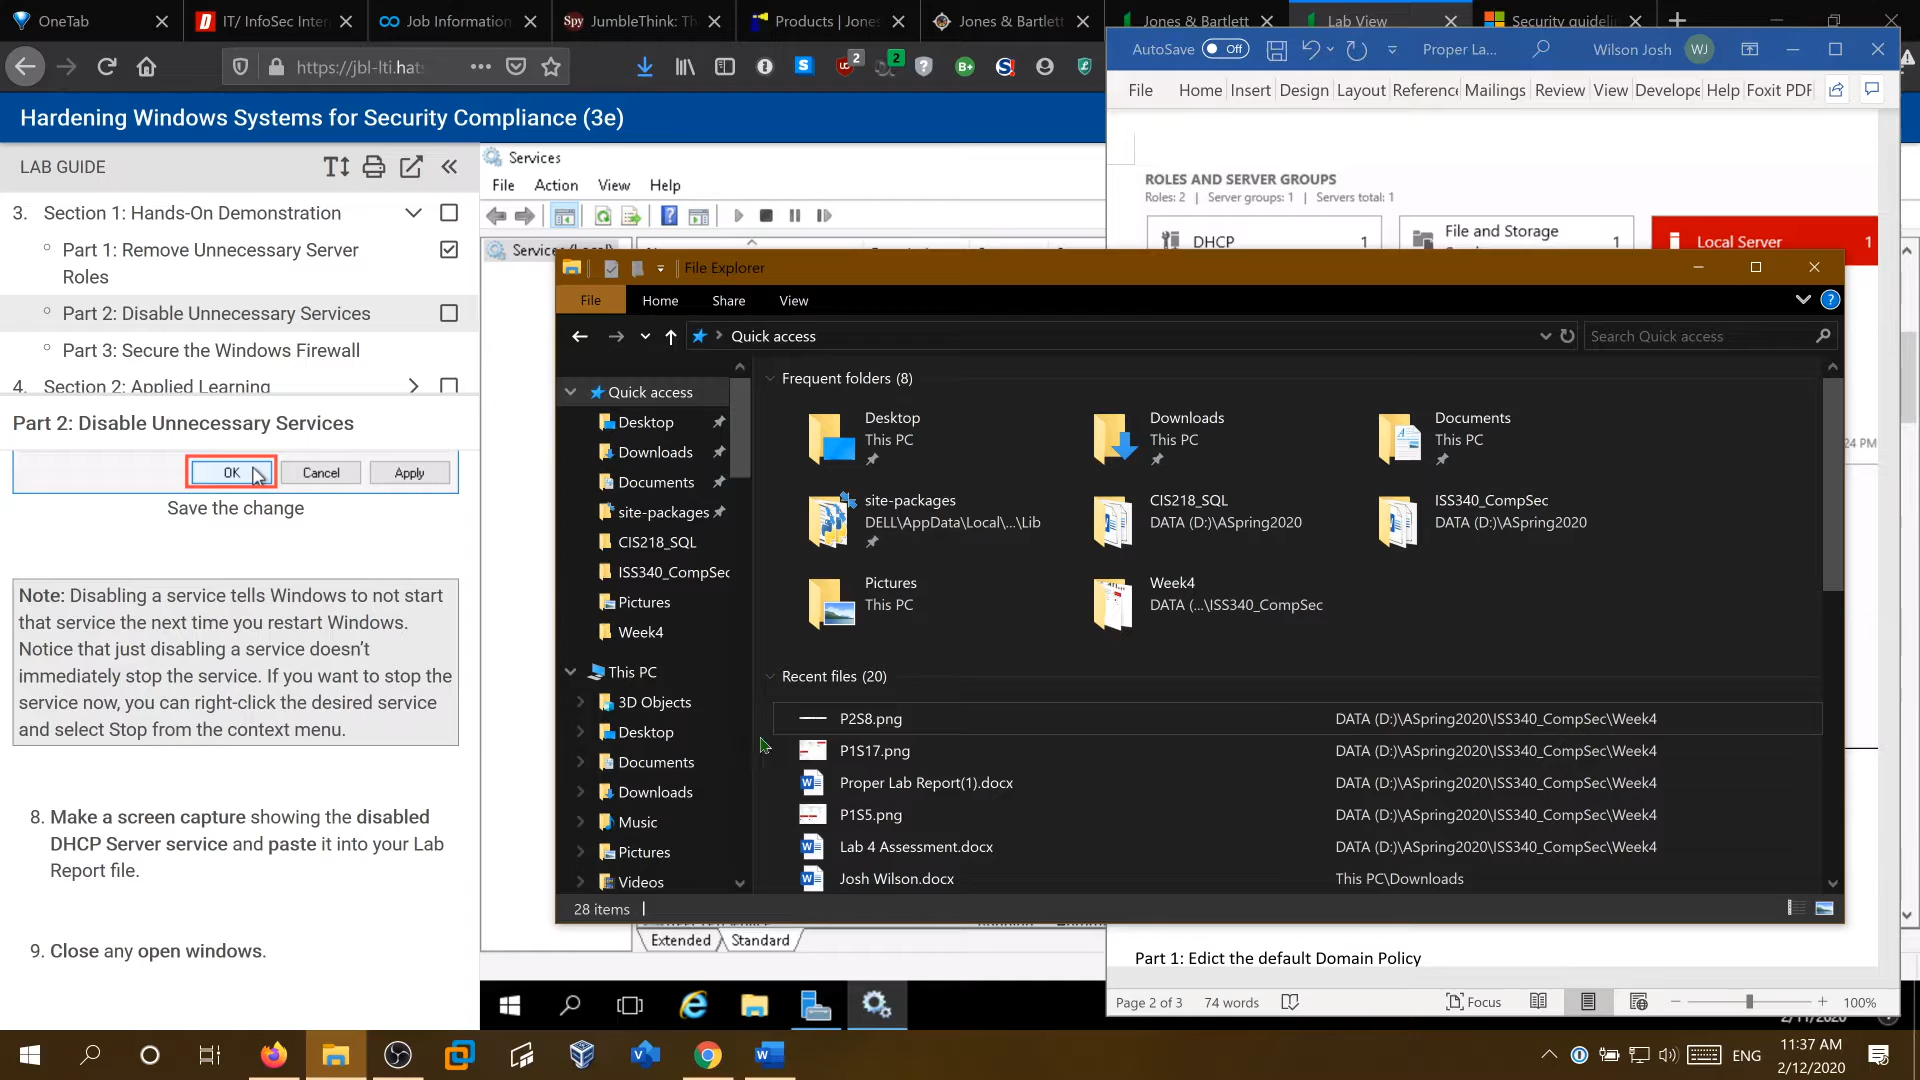 OneTab
IT/ InfoSec Inter
Job Information
JumbleThink: Th
Products | Jones
Jones & Bartlett
Jones & Bartlett
Lab View
Security guidelin
https://jbl-lti.hats
2
2
AutoSave Off
Proper La...
Wilson Josh
WJ
File Home Insert Design Layout Reference Mailings Review View Develope Help Foxit PDF
Hardening Windows Systems for Security Compliance (3e)
LAB GUIDE
3. Section 1: Hands-On Demonstration
Part 1: Remove Unnecessary Server
Roles
Part 2: Disable Unnecessary Services
Part 3: Secure the Windows Firewall
4. Section 2: Applied Learning
Part 2: Disable Unnecessary Services
OK Cancel Apply
Save the change
Note: Disabling a service tells Windows to not start
that service the next time you restart Windows.
Notice that just disabling a service doesn't
immediately stop the service. If you want to stop the
service now, you can right-click the desired service
and select Stop from the context menu.
8. Make a screen capture showing the disabled
DHCP Server service and paste it into your Lab
Report file.
9. Close any open windows.
Services
File Action View Help
Services (Local)
ROLES AND SERVER GROUPS
Roles: 2 | Server groups: 1 | Servers total: 1
DHCP 1
File and Storage
1
Local Server 1
File Explorer
File Home Share View
Quick access
Search Quick access
Quick access
Desktop
Downloads
Documents
site-packages
CIS218_SQL
ISS340_CompSec
Pictures
Week4
This PC
3D Objects
Desktop
Documents
Downloads
Music
Pictures
Videos
Frequent folders (8)
Desktop
This PC
Downloads
This PC
Documents
This PC
site-packages
DELL\AppData\Local\...\Lib
CIS218_SQL
DATA (D:)\ASpring2020
ISS340_CompSec
DATA (D:)\ASpring2020
Pictures
This PC
Week4
DATA (...\ISS340_CompSec
Recent files (20)
P2S8.png DATA (D:)\ASpring2020\ISS340_CompSec\Week4
P1S17.png DATA (D:)\ASpring2020\ISS340_CompSec\Week4
Proper Lab Report(1).docx DATA (D:)\ASpring2020\ISS340_CompSec\Week4
P1S5.png DATA (D:)\ASpring2020\ISS340_CompSec\Week4
Lab 4 Assessment.docx DATA (D:)\ASpring2020\ISS340_CompSec\Week4
Josh Wilson.docx This PC\Downloads
28 items
24 PM
Extended Standard
Part 1: Edict the default Domain Policy
Page 2 of 3 74 words Focus 100%
2/11/2020
ENG
11:37 AM
2/12/2020